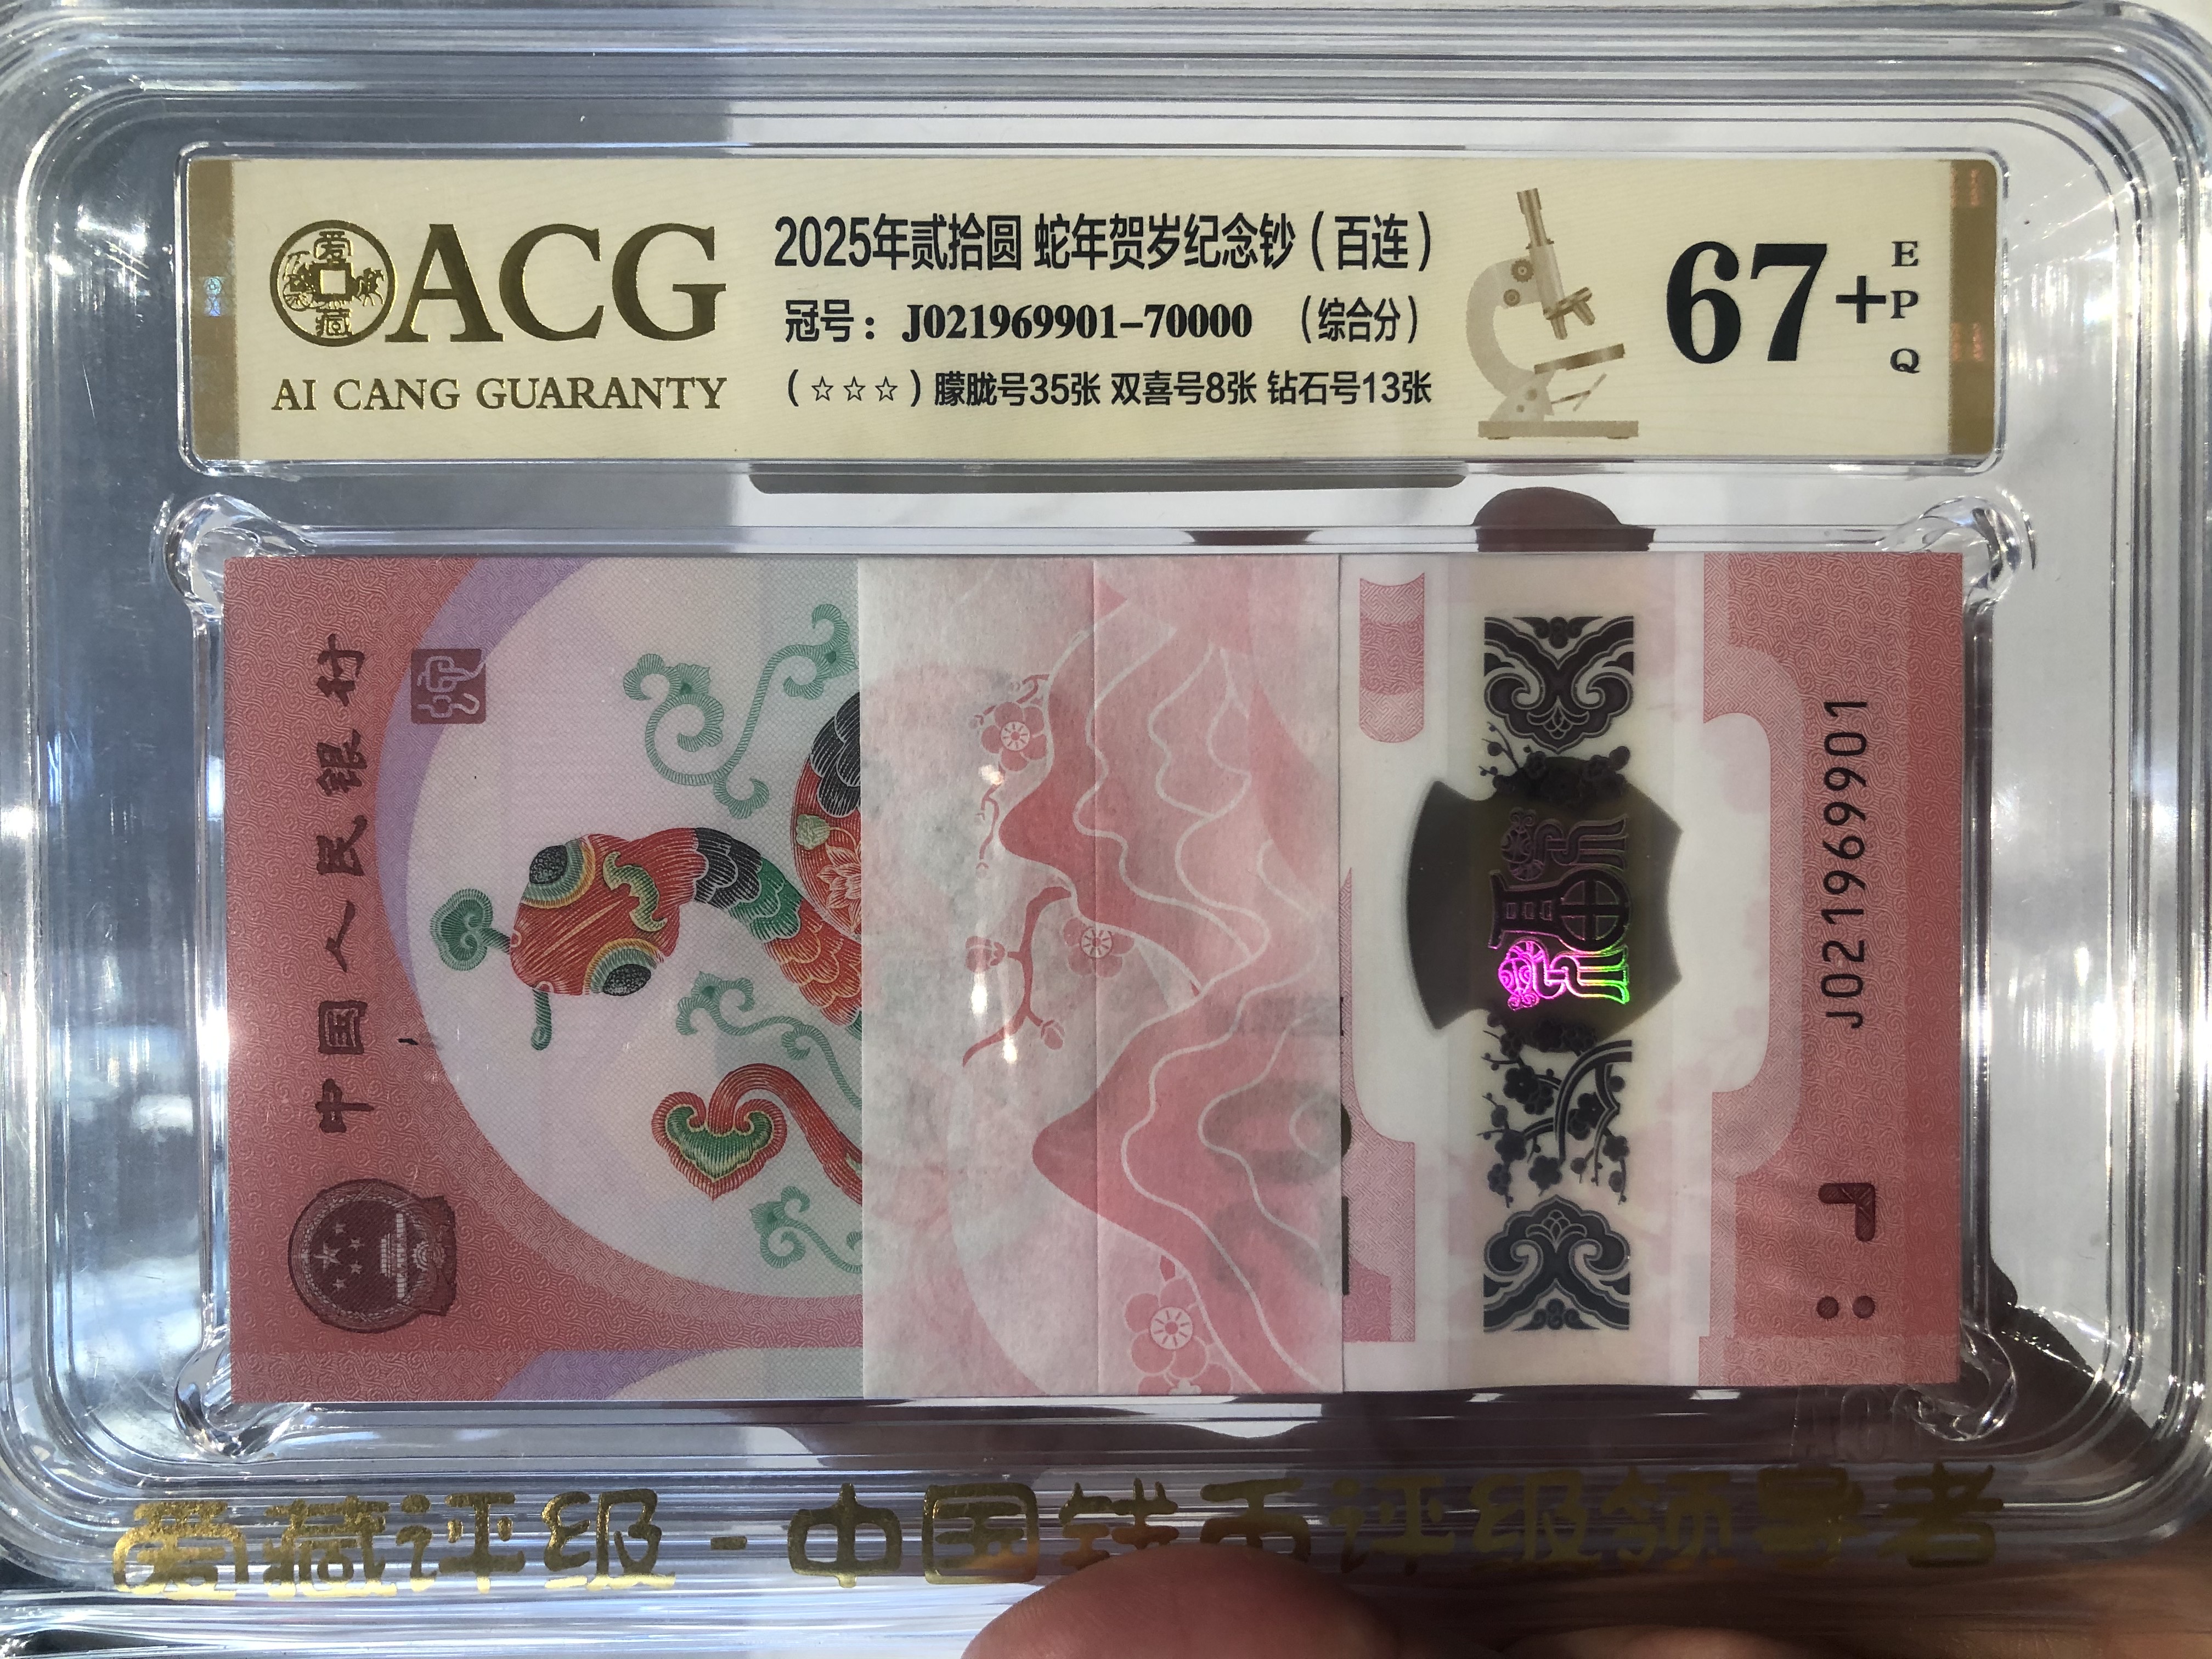 ACG
AI CANG GUARANTY
2025年贰拾圆 蛇年贺岁纪念钞（百连）
冠号：J021969901-70000 （综合分）
（☆☆☆）朦胧号35张 双喜号8张 钻石号13张
67+
EPQ
中国人民银行
J021969901
爱藏评级-中国钱币评级领导者